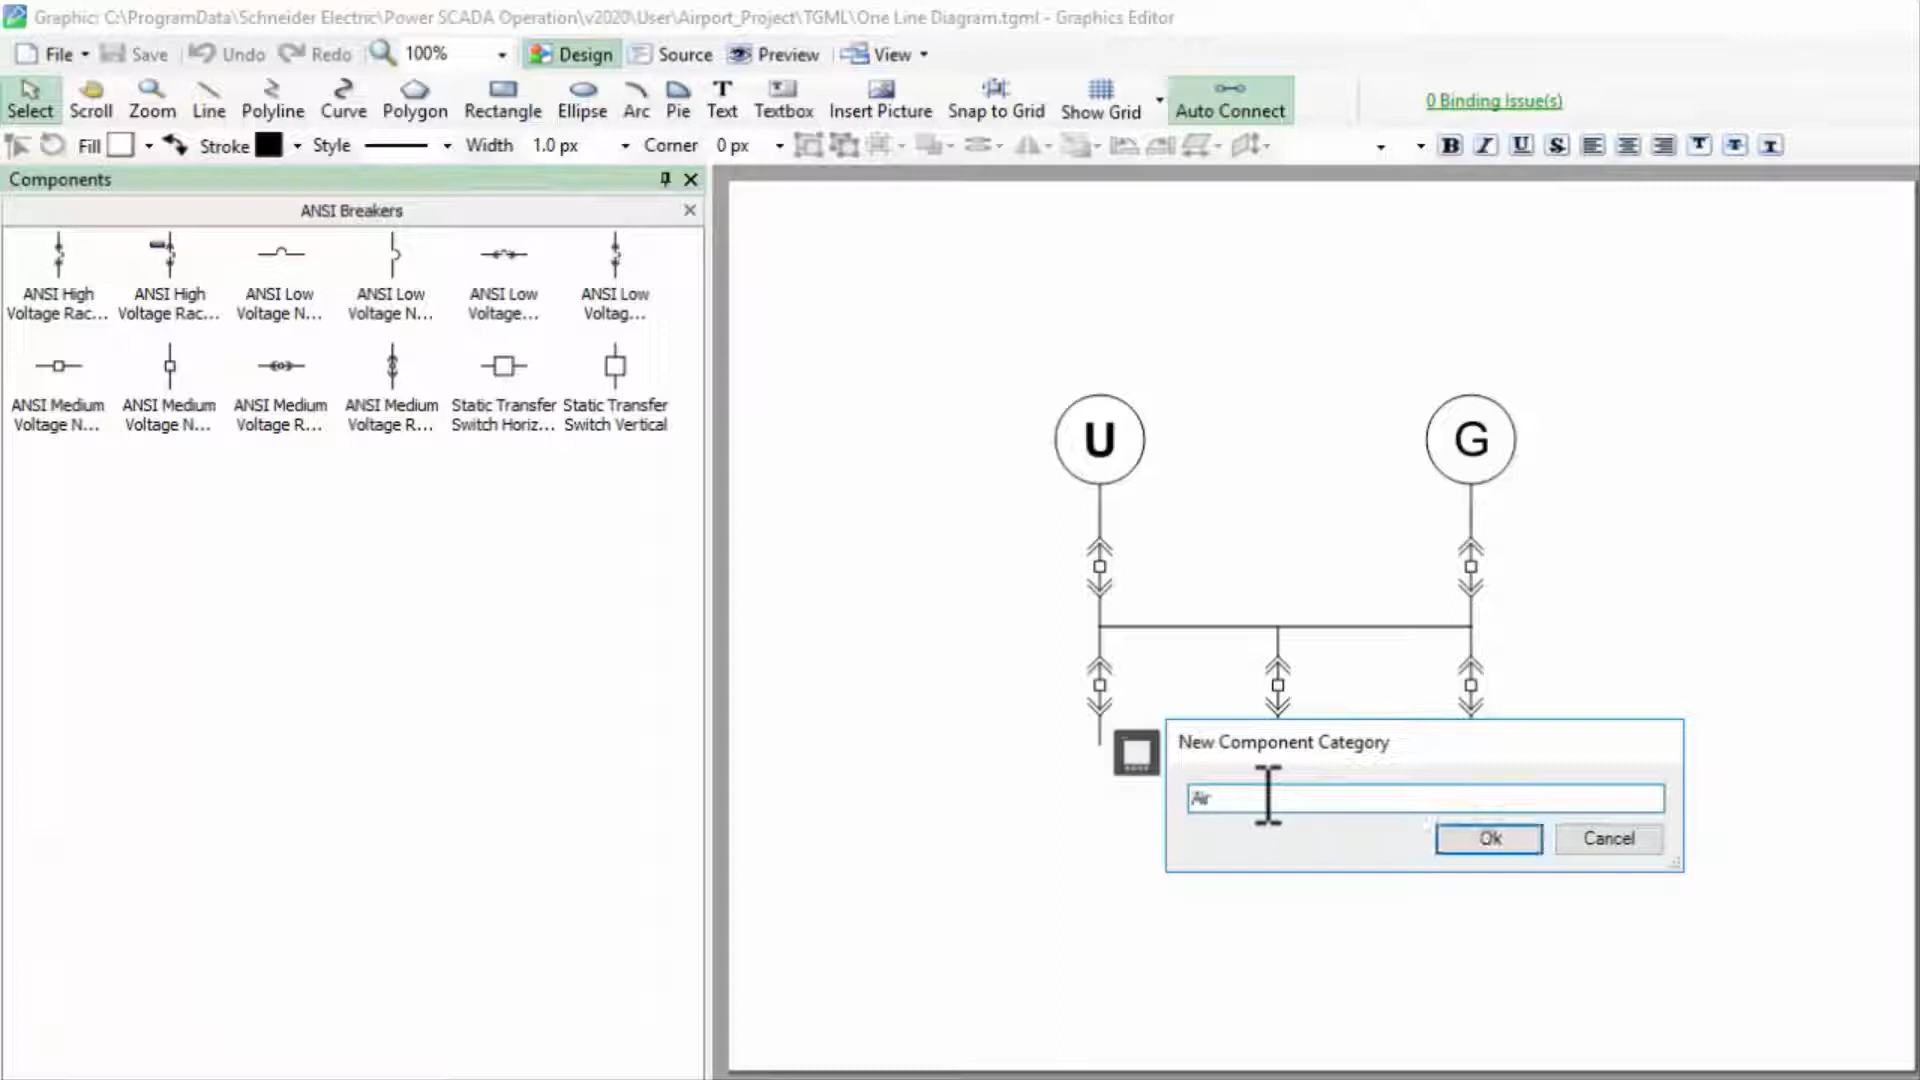 Graphic: C:\ProgramData\Schneider Electric\Power SCADA Operation\v2020\User\Airport_Project\TGML\One Line Diagram.tgml - Graphics Editor
File Save Undo Redo 100% Design Source Preview View
Select Scroll Zoom Line Polyline Curve Polygon Rectangle Ellipse Arc Pie Text Textbox Insert Picture Snap to Grid Show Grid Auto Connect
0 Binding Issue(s)
Fill Stroke Style Width 1.0 px Corner 0 px B I U S T T T
Components
ANSI Breakers
ANSI High ANSI High ANSI Low ANSI Low ANSI Low ANSI Low
Voltage Rac... Voltage Rac... Voltage N... Voltage N... Voltage... Voltag...
ANSI Medium ANSI Medium ANSI Medium ANSI Medium Static Transfer Static Transfer
Voltage N... Voltage N... Voltage R... Voltage R... Switch Horiz... Switch Vertical
U
G
New Component Category
Air
Ok Cancel